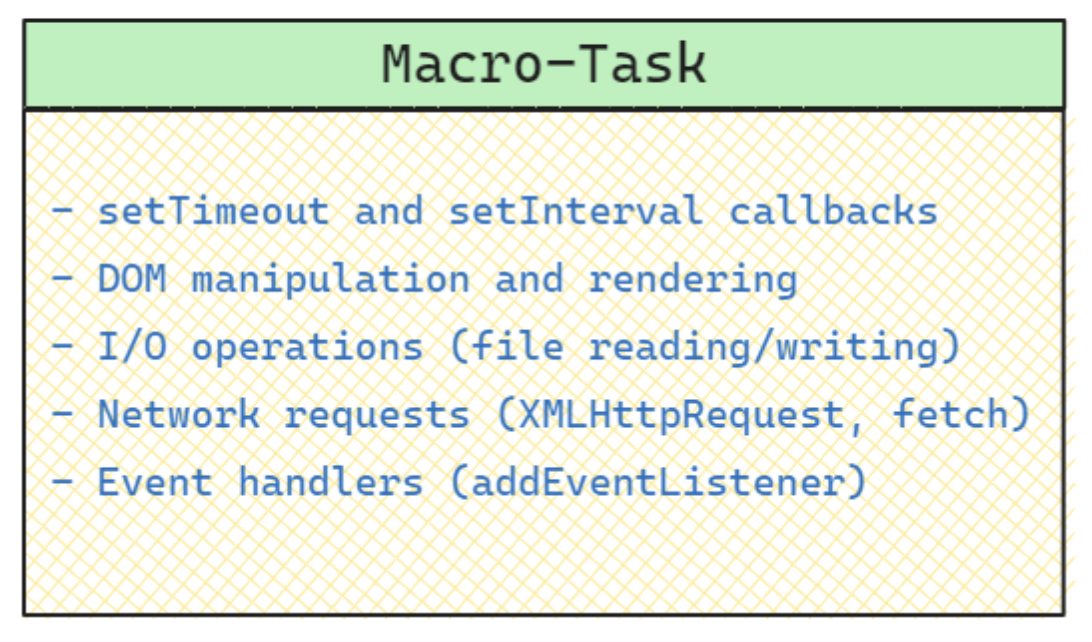 Macro-Task
- setTimeout and setInterval callbacks
- DOM manipulation and rendering
- I/O operations (file reading/writing)
- Network requests (XMLHttpRequest, fetch)
- Event handlers (addEventListener)